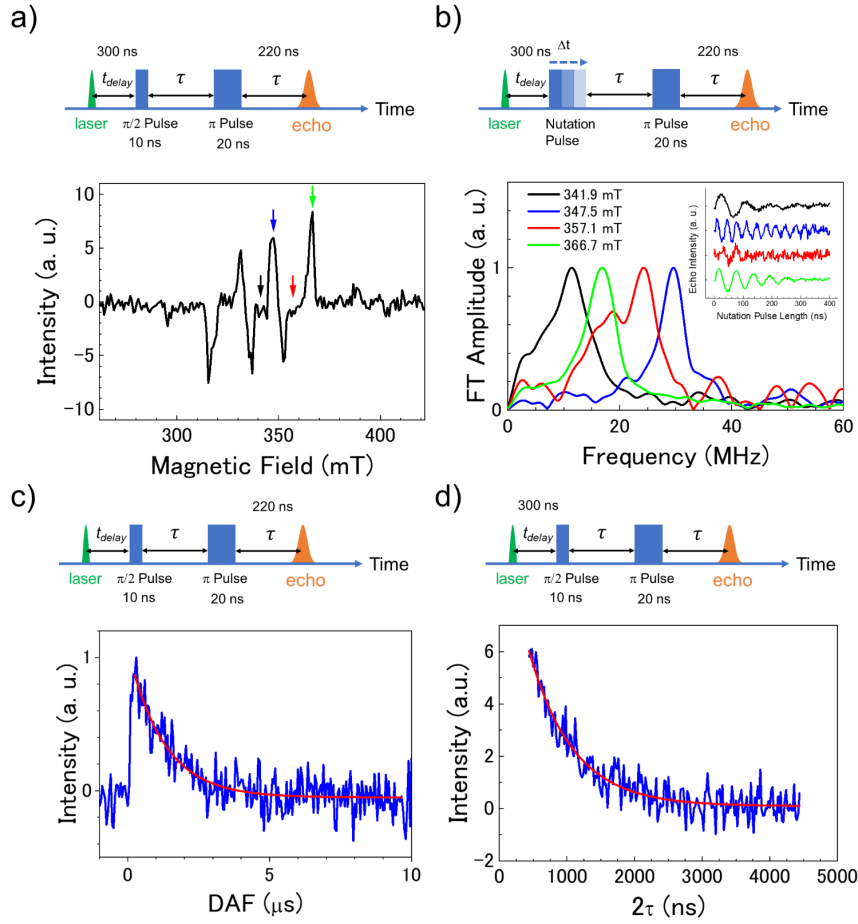 a)
300 ns
220 ns
tdelay
τ
τ
Time
laser
π/2 Pulse
π Pulse
echo
10 ns
20 ns
10
5
0
−5
−10
Intensity (a. u.)
300
350
400
Magnetic Field (mT)
b)
Δt
300 ns
220 ns
tdelay
τ
τ
Time
laser
Nutation
Pulse
π Pulse
20 ns
echo
341.9 mT
347.5 mT
357.1 mT
366.7 mT
Echo Intensity (a. u.)
0
100
200
300
400
Nutation Pulse Length (ns)
1
0
FT Amplitude (a. u.)
0
20
40
60
Frequency (MHz)
c)
220 ns
tdelay
τ
τ
Time
laser
π/2 Pulse
π Pulse
echo
10 ns
20 ns
1
0
Intensity (a. u.)
0
5
10
DAF (μs)
d)
300 ns
tdelay
τ
τ
Time
laser
π/2 Pulse
π Pulse
echo
10 ns
20 ns
6
4
2
0
−2
Intensity (a.u.)
0
1000
2000
3000
4000
5000
2τ (ns)